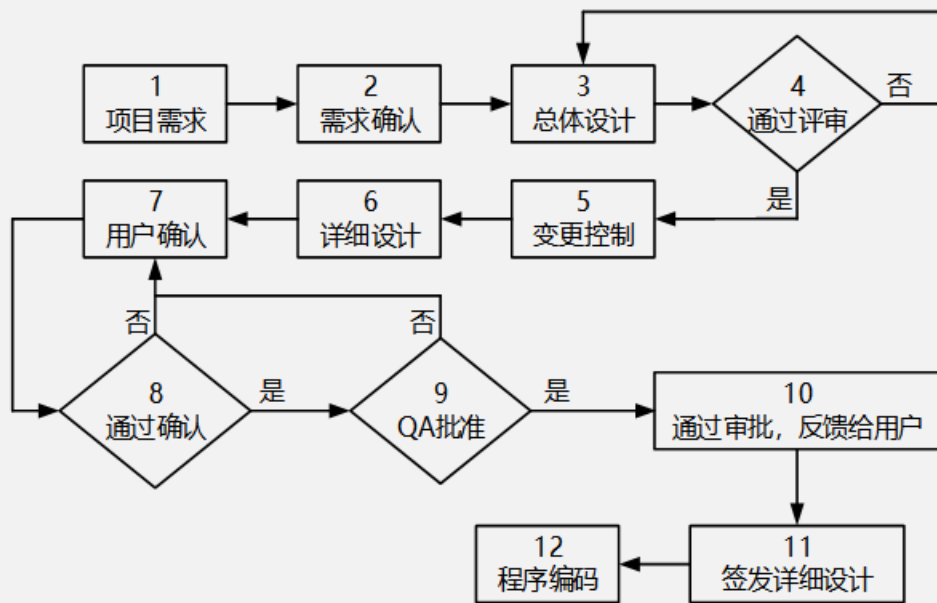 1
项目需求
2
需求确认
3
总体设计
4
通过评审
否
是
5
变更控制
6
详细设计
7
用户确认
否
8
通过确认
是
否
9
QA批准
是
10
通过审批，反馈给用户
11
签发详细设计
12
程序编码